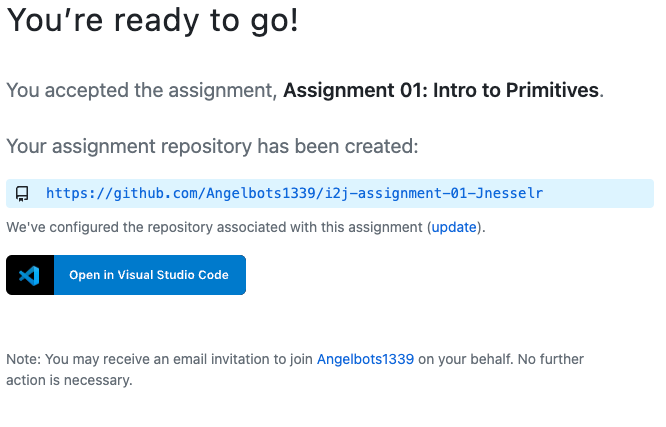 You're ready to go!
You accepted the assignment, Assignment 01: Intro to Primitives.
Your assignment repository has been created:
https://github.com/Angelbots1339/i2j-assignment-01-Jnesselr
We've configured the repository associated with this assignment (update).
Open in Visual Studio Code
Note: You may receive an email invitation to join Angelbots1339 on your behalf. No further
action is necessary.